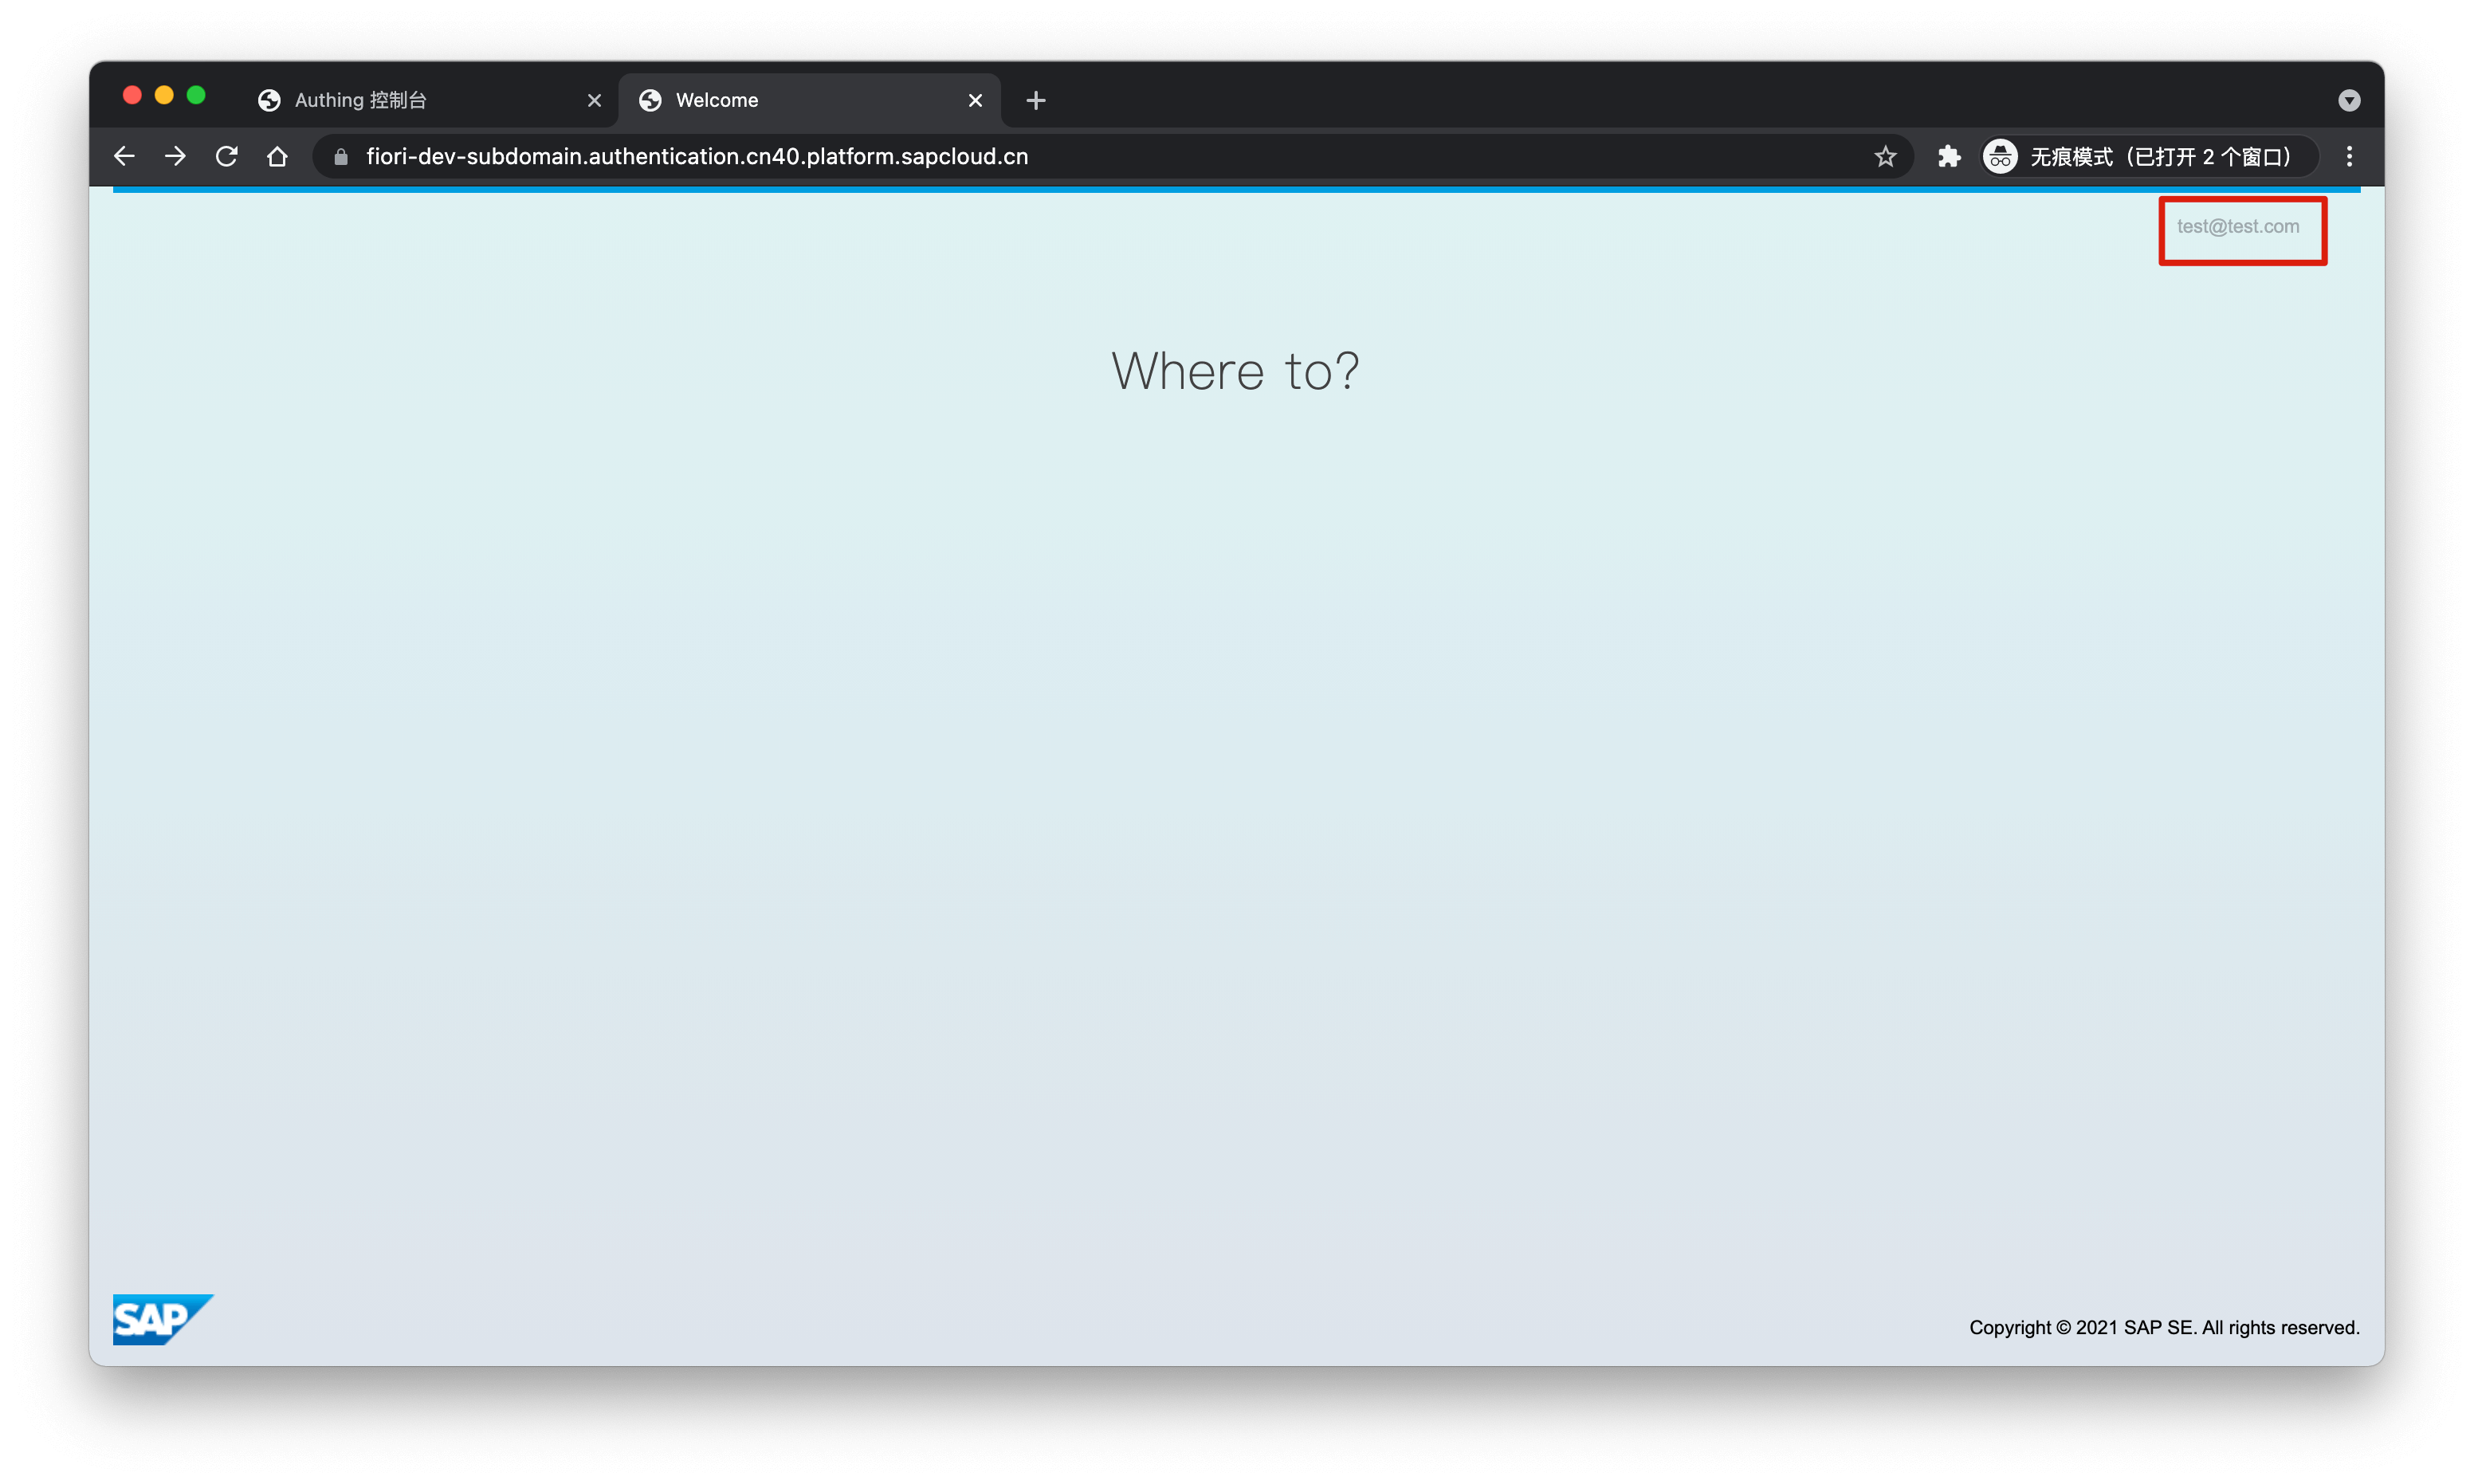 Authing 控制台
Welcome
fiori-dev-subdomain.authentication.cn40.platform.sapcloud.cn
无痕模式（已打开 2 个窗口）
test@test.com
Where to?
SAP
Copyright © 2021 SAP SE. All rights reserved.